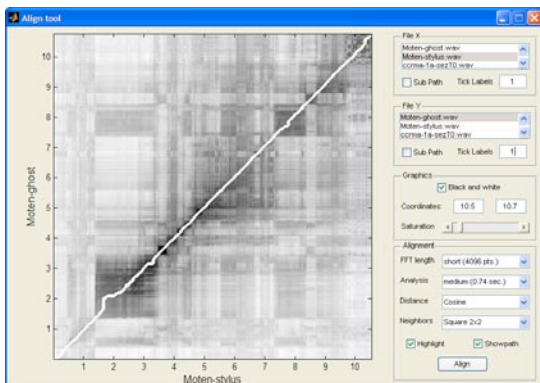 Align tool
10
9
8
7
6
5
4
3
2
1
Moten-ghost
1 2 3 4 5 6 7 8 9 10
Moten-stylus
File X
Moten-ghost.wav
Moten-stylus.wav
ccrma-1a-sezT0.wav
Sub Path Tick Labels 1
File Y
Moten-ghost.wav
Moten-stylus.wav
ccrma-1a-sezT0.wav
Sub Path Tick Labels 1
Graphics
Black and white
Coordinates: 10.5 10.7
Saturation
Alignment
FFT length short (4096 pts.)
Analysis medium (0.74 sec.)
Distance Cosine
Neighbors Square 2x2
Highlight Showpath
Align